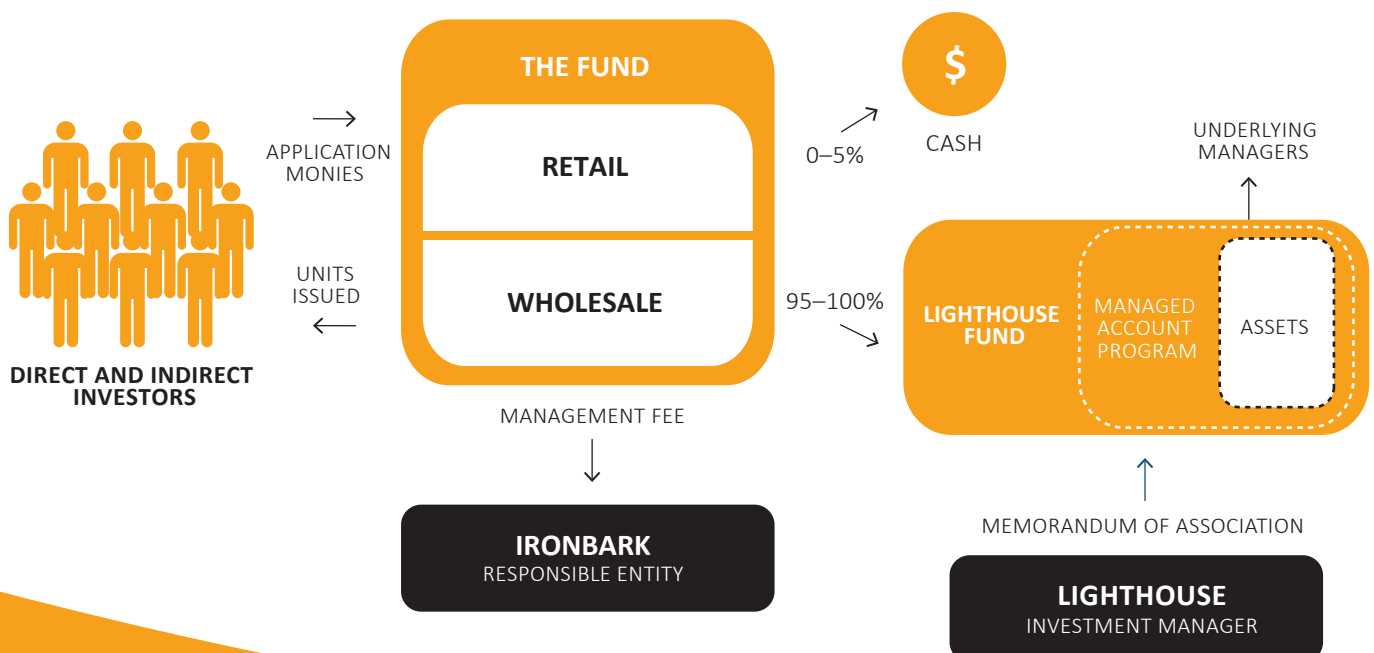 APPLICATION
MONIES
UNITS
ISSUED
DIRECT AND INDIRECT
INVESTORS
THE FUND
RETAIL
WHOLESALE
MANAGEMENT FEE
IRONBARK
RESPONSIBLE ENTITY
0–5%
95–100%
$
CASH
UNDERLYING
MANAGERS
LIGHTHOUSE
FUND
MANAGED
ACCOUNT
PROGRAM
ASSETS
MEMORANDUM OF ASSOCIATION
LIGHTHOUSE
INVESTMENT MANAGER